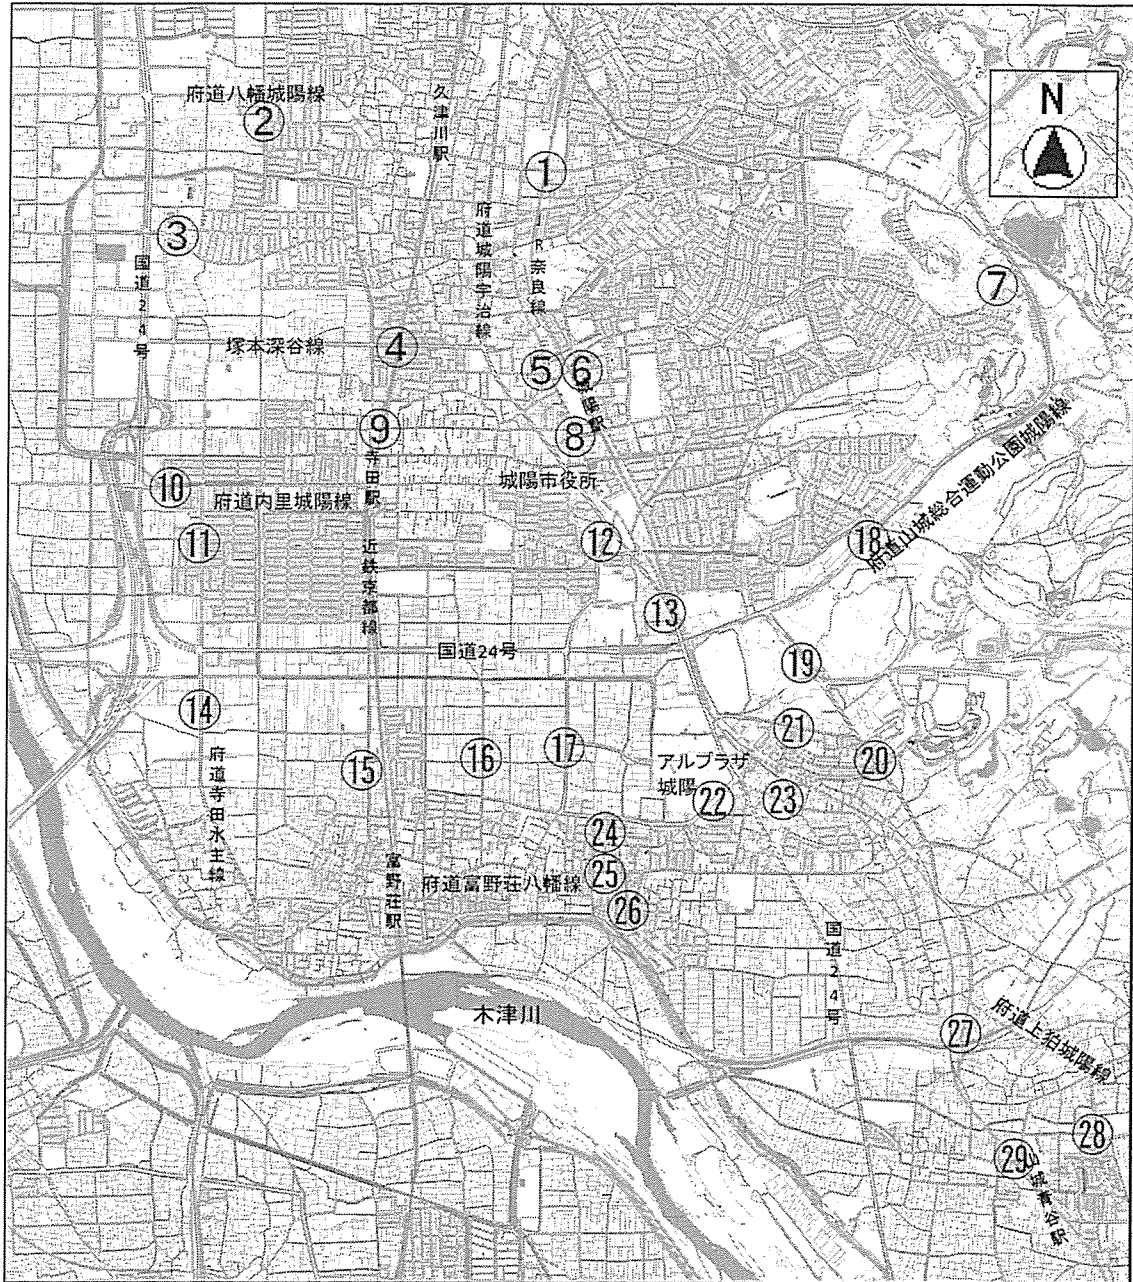 N
府道八幡城陽線
②
久津川駅
①
府道城陽宇治線
JR奈良線
③
国道24号
⑦
塚本深谷線
④
⑤
⑥
城陽駅
⑧
⑨
寺田駅
城陽市役所
府道山城総合運動公園城陽線
⑩
府道内里城陽線
⑪
近鉄京都線
⑫
⑱
⑬
国道24号
⑲
⑭
府道寺田水主線
⑮
⑯
⑰
㉑
⑳
アルプラザ
城陽
㉒
㉓
㉔
富野荘駅
府道富野荘八幡線
㉕
㉖
国道24号
木津川
㉗
府道上狛城陽線
㉘
㉙
山城青谷駅